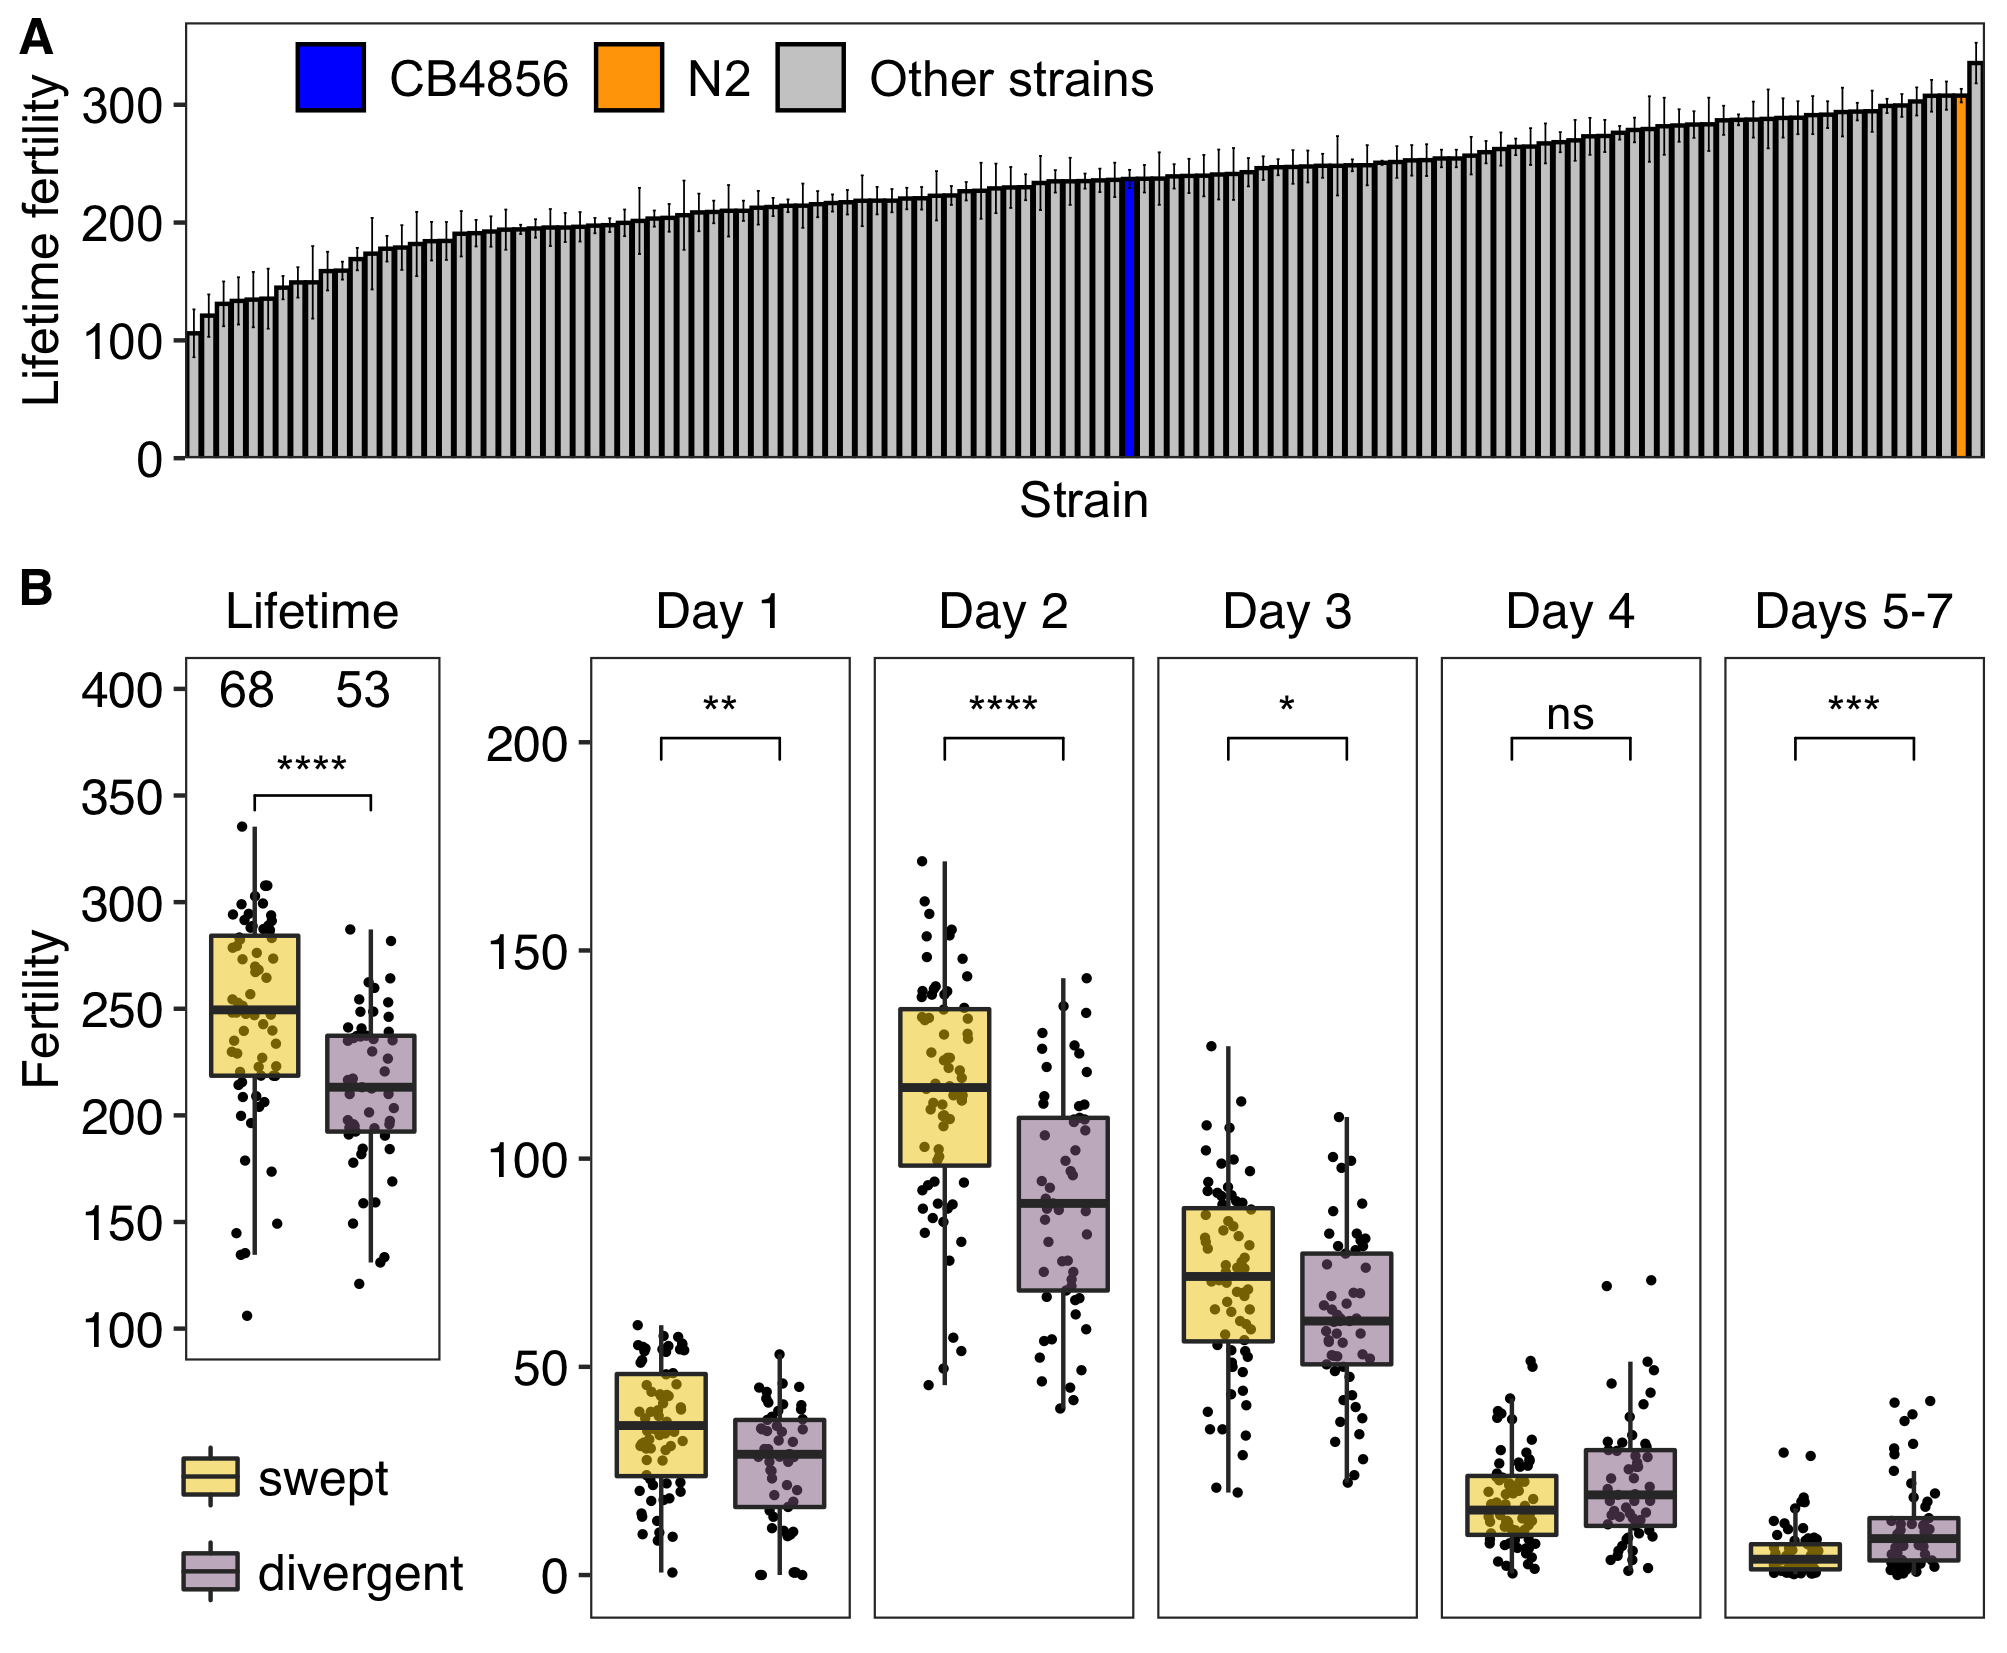 A
CB4856 N2 Other strains
Lifetime fertility
300
200
100
0
Strain
B
Lifetime Day 1 Day 2 Day 3 Day 4 Days 5-7
Fertility
400
350
300
250
200
150
100
68 53
****
200
150
100
50
0
** **** * ns ***
swept
divergent